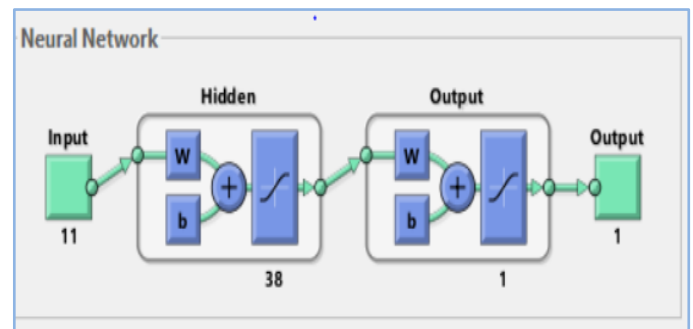 Neural Network
Hidden Output
Input Output
W + W +
b b
11 1
38 1